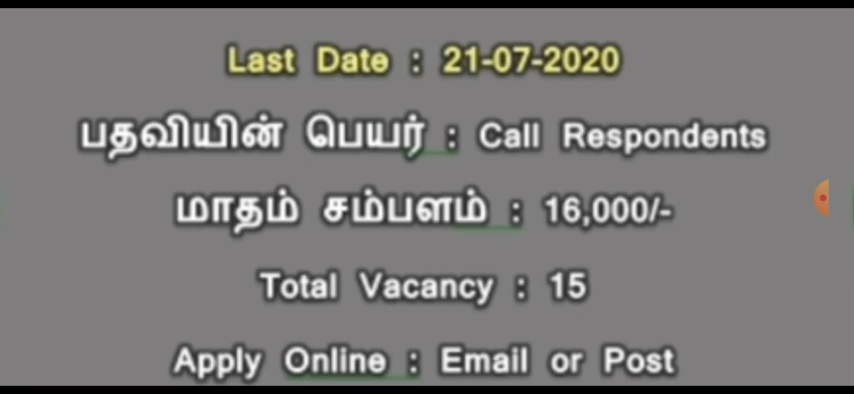 Last Date : 21-07-2020
பதவியின் பெயர் : Call Respondents
மாதம் சம்பளம் : 16,000/-
Total Vacancy : 15
Apply Online : Email or Post